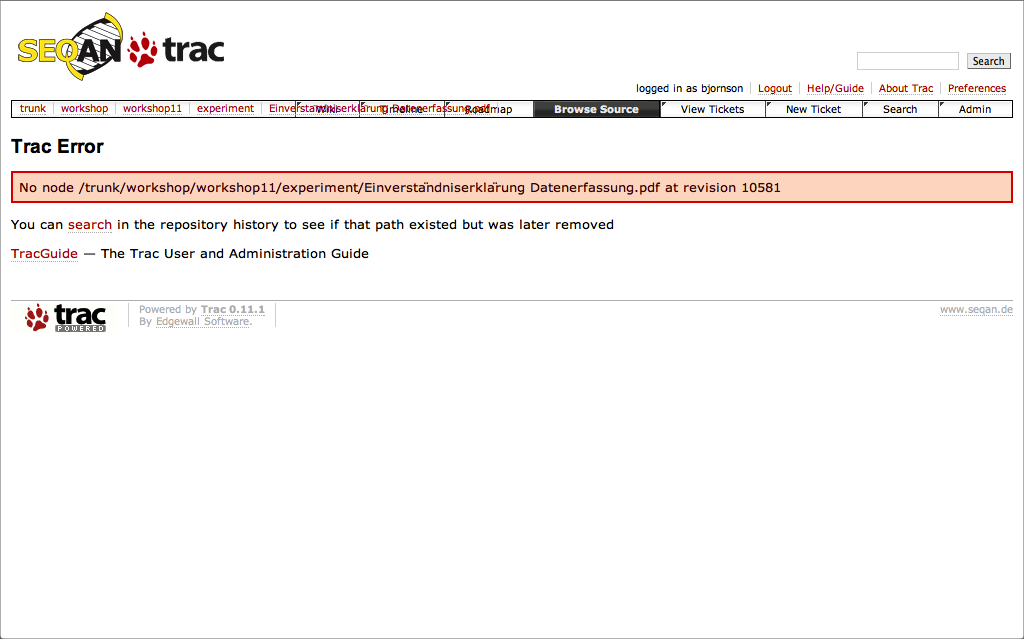 SEQAN trac
Search
logged in as bjornson Logout Help/Guide About Trac Preferences
trunk workshop workshop11 experiment Einverständniserklärung Datenerfassung.pdf
Wiki Timeline Roadmap Browse Source View Tickets New Ticket Search Admin
Trac Error
No node /trunk/workshop/workshop11/experiment/Einverständniserklärung Datenerfassung.pdf at revision 10581
You can search in the repository history to see if that path existed but was later removed
TracGuide — The Trac User and Administration Guide
trac
POWERED
Powered by Trac 0.11.1
By Edgewall Software.
www.seqan.de